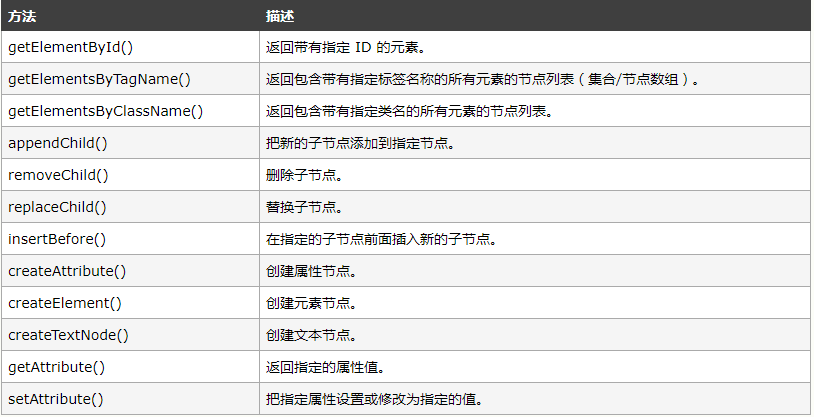 方法 描述
getElementById() 返回带有指定 ID 的元素。
getElementsByTagName() 返回包含带有指定标签名称的所有元素的节点列表（集合/节点数组）。
getElementsByClassName() 返回包含带有指定类名的所有元素的节点列表。
appendChild() 把新的子节点添加到指定节点。
removeChild() 删除子节点。
replaceChild() 替换子节点。
insertBefore() 在指定的子节点前面插入新的子节点。
createAttribute() 创建属性节点。
createElement() 创建元素节点。
createTextNode() 创建文本节点。
getAttribute() 返回指定的属性值。
setAttribute() 把指定属性设置或修改为指定的值。